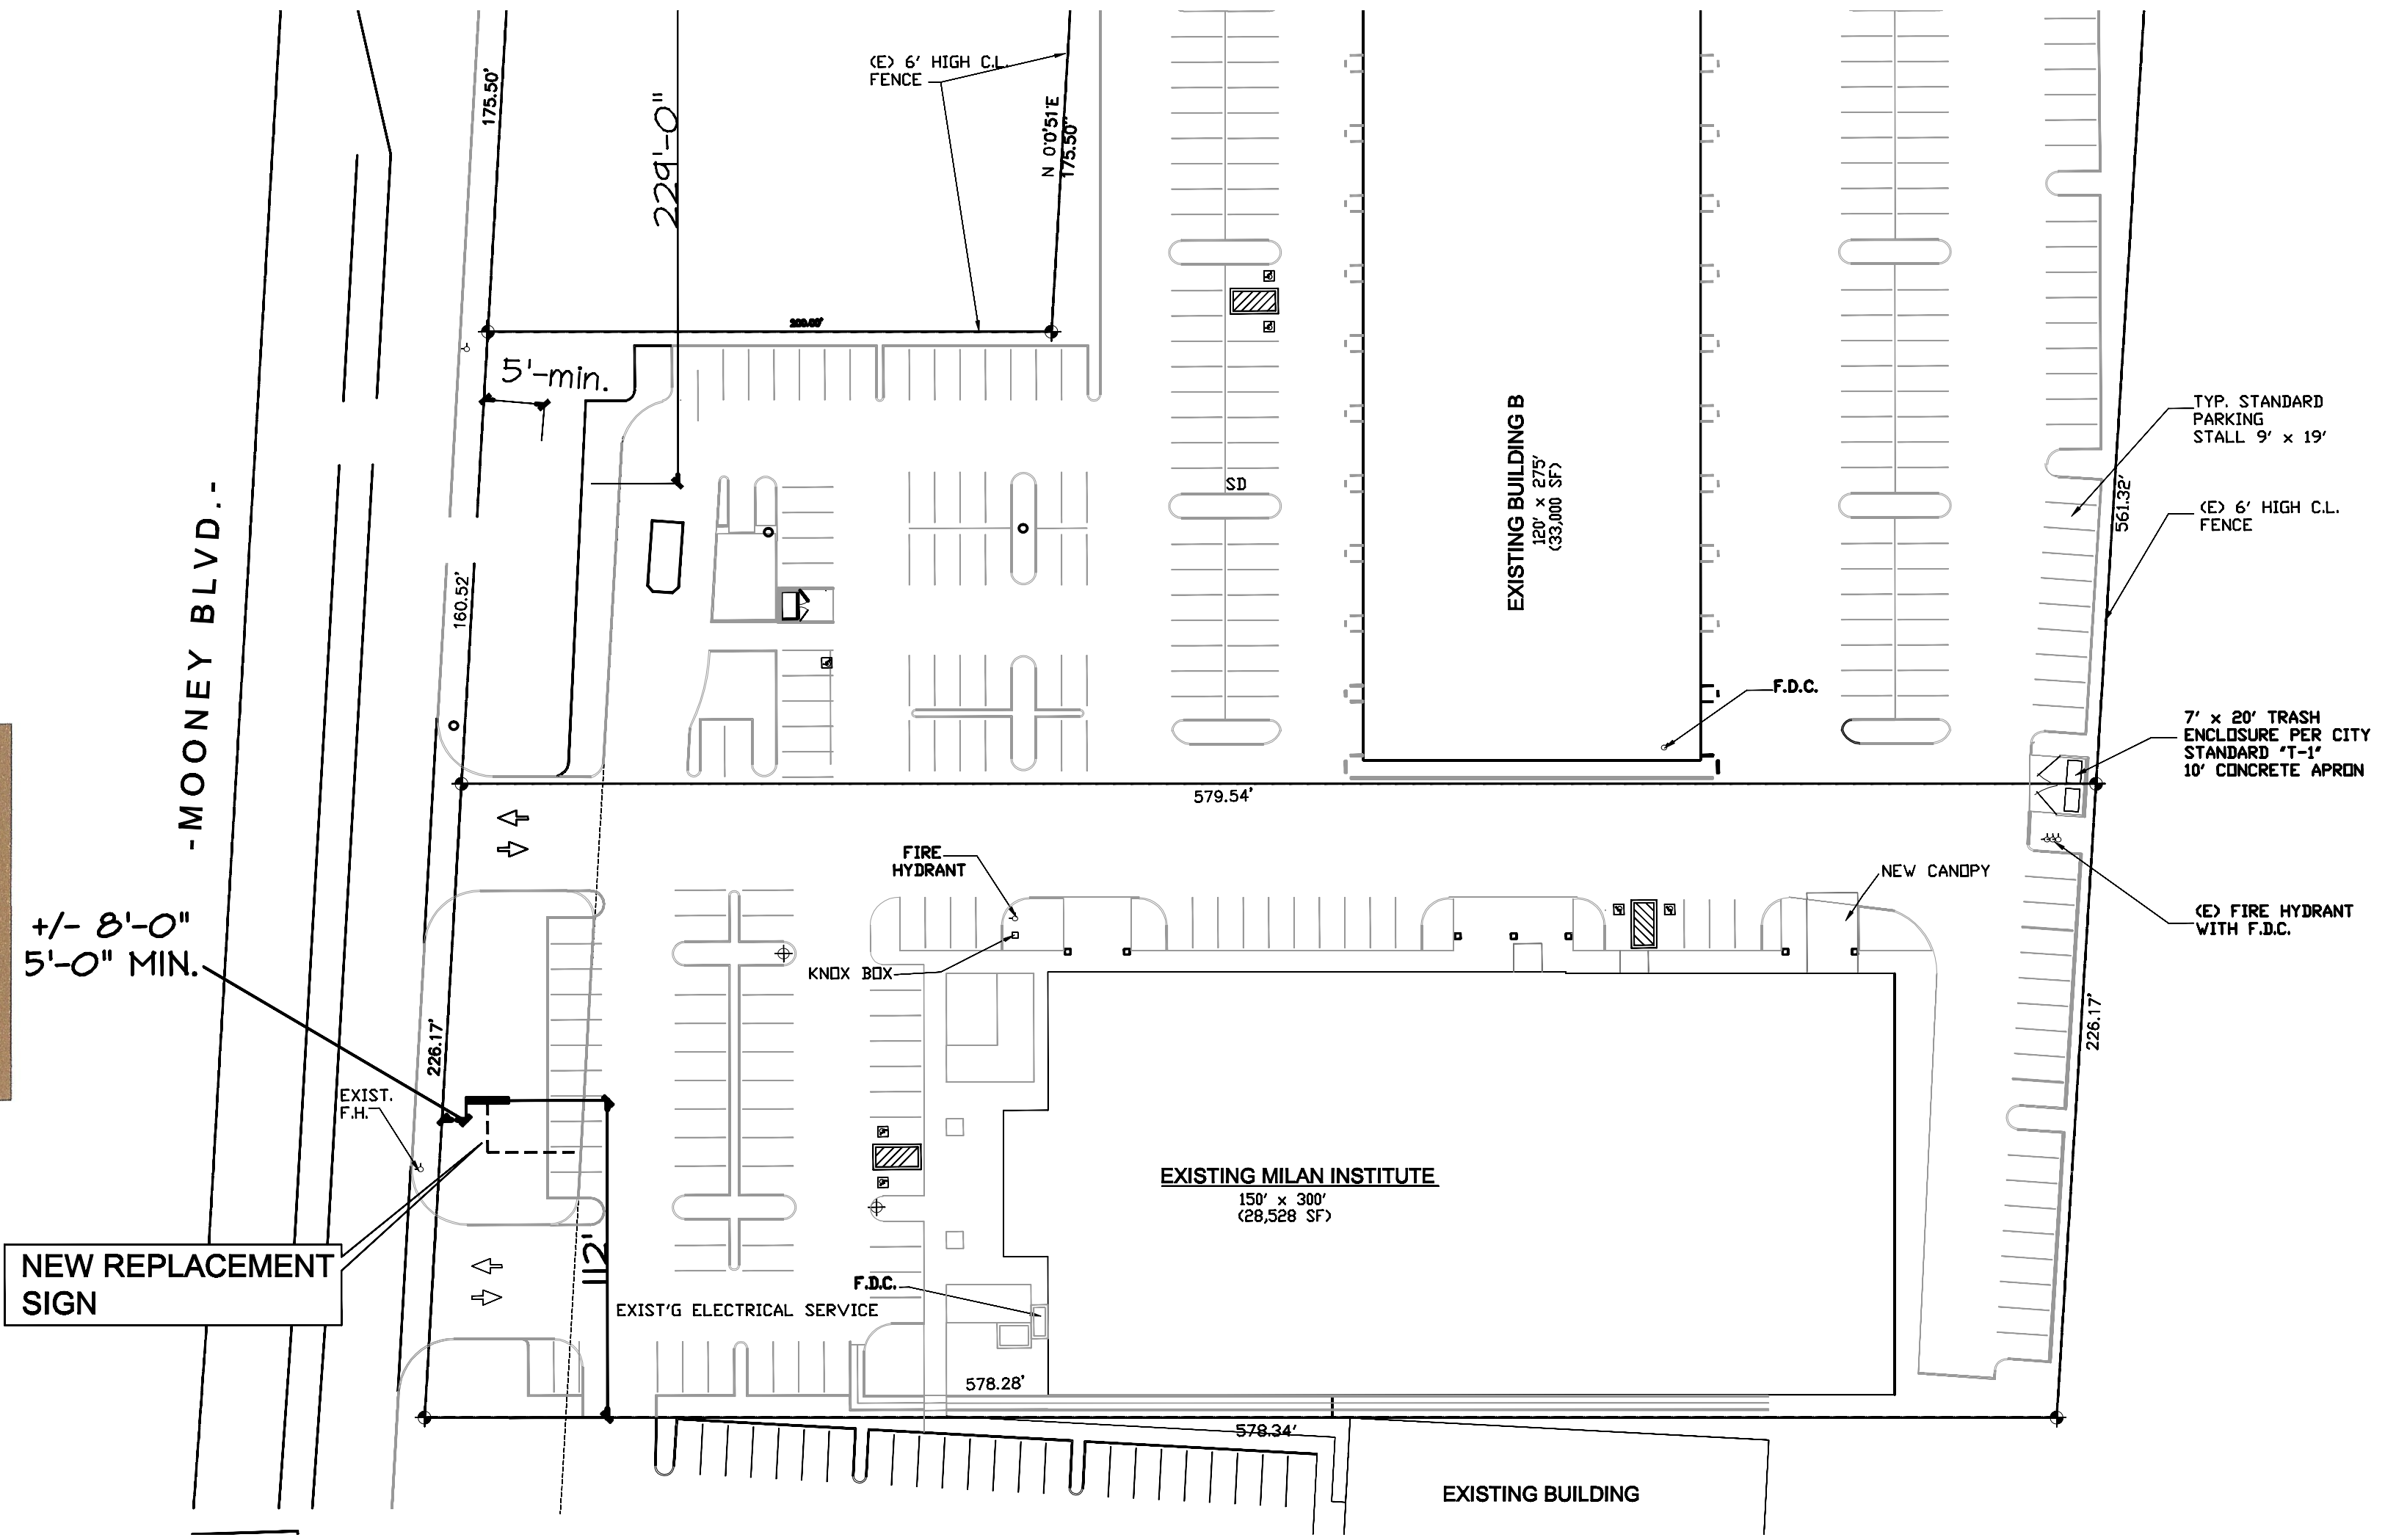 (E) 6' HIGH C.L.
FENCE
175.50'
229'-0"
N 0°0'51"E
175.50'
200.00'
5'-min.
TYP. STANDARD
PARKING
STALL 9' x 19'
EXISTING BUILDING B
120' x 275'
(33,000 SF)
SD
561.32'
(E) 6' HIGH C.L.
FENCE
-MOONEY BLVD.-
160.52'
F.D.C.
7' x 20' TRASH
ENCLOSURE PER CITY
STANDARD "T-1"
10' CONCRETE APRON
579.54'
FIRE
HYDRANT
NEW CANOPY
+/- 8'-0"
5'-0" MIN.
(E) FIRE HYDRANT
WITH F.D.C.
KNOX BOX
226.17'
226.17'
EXIST.
F.H.
EXISTING MILAN INSTITUTE
150' x 300'
(28,528 SF)
NEW REPLACEMENT
SIGN
112'
F.D.C.
EXIST'G ELECTRICAL SERVICE
578.28'
578.34'
EXISTING BUILDING